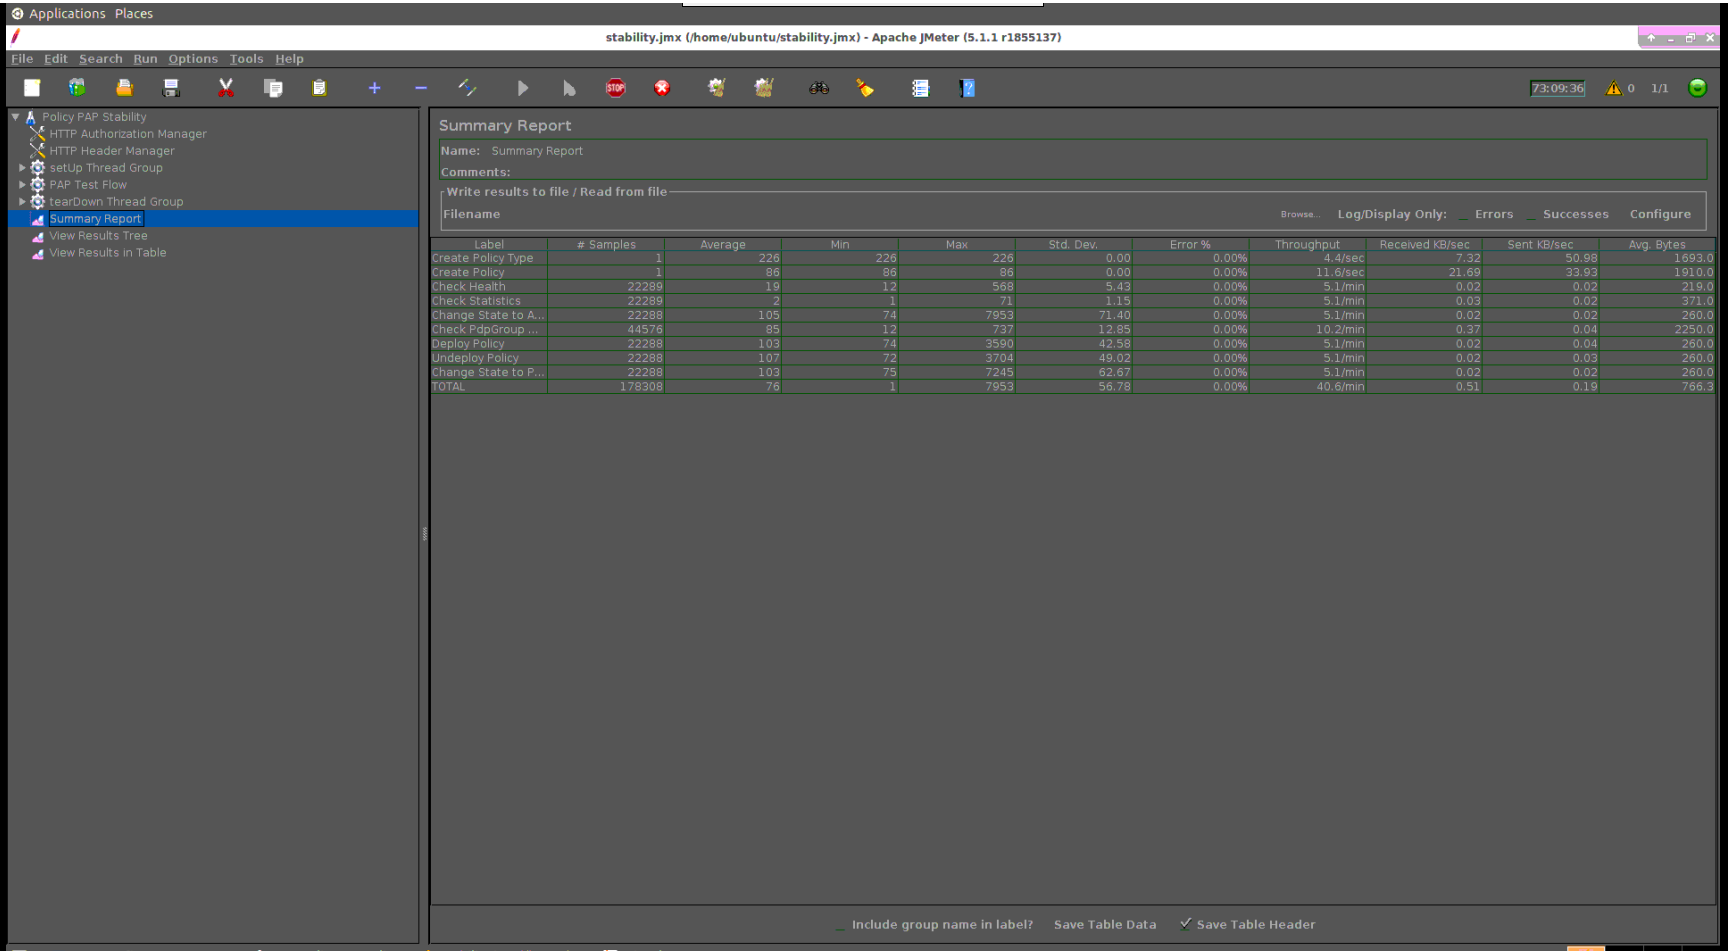 Applications Places
stability.jmx (/home/ubuntu/stability.jmx) - Apache JMeter (5.1.1 r1855137)
File Edit Search Run Options Tools Help
STOP 73:09:36 0 1/1
Policy PAP Stability
HTTP Authorization Manager
HTTP Header Manager
setUp Thread Group
PAP Test Flow
tearDown Thread Group
Summary Report
View Results Tree
View Results in Table
Summary Report
Name: Summary Report
Comments:
Write results to file / Read from file
Filename Browse... Log/Display Only: Errors Successes Configure
Label # Samples Average Min Max Std. Dev. Error % Throughput Received KB/sec Sent KB/sec Avg. Bytes
Create Policy Type 1 226 226 226 0.00 0.00% 4.4/sec 7.32 50.98 1693.0
Create Policy 1 86 86 86 0.00 0.00% 11.6/sec 21.69 33.93 1910.0
Check Health 22289 19 12 568 5.43 0.00% 5.1/min 0.02 0.02 219.0
Check Statistics 22289 2 1 71 1.15 0.00% 5.1/min 0.03 0.02 371.0
Change State to A... 22288 105 74 7953 71.40 0.00% 5.1/min 0.02 0.02 260.0
Check PdpGroup ... 44576 85 12 737 12.85 0.00% 10.2/min 0.37 0.04 2250.0
Deploy Policy 22288 103 74 3590 42.58 0.00% 5.1/min 0.02 0.04 260.0
Undeploy Policy 22288 107 72 3704 49.02 0.00% 5.1/min 0.02 0.03 260.0
Change State to P... 22288 103 75 7245 62.67 0.00% 5.1/min 0.02 0.02 260.0
TOTAL 178308 76 1 7953 56.78 0.00% 40.6/min 0.51 0.19 766.3
Include group name in label? Save Table Data Save Table Header